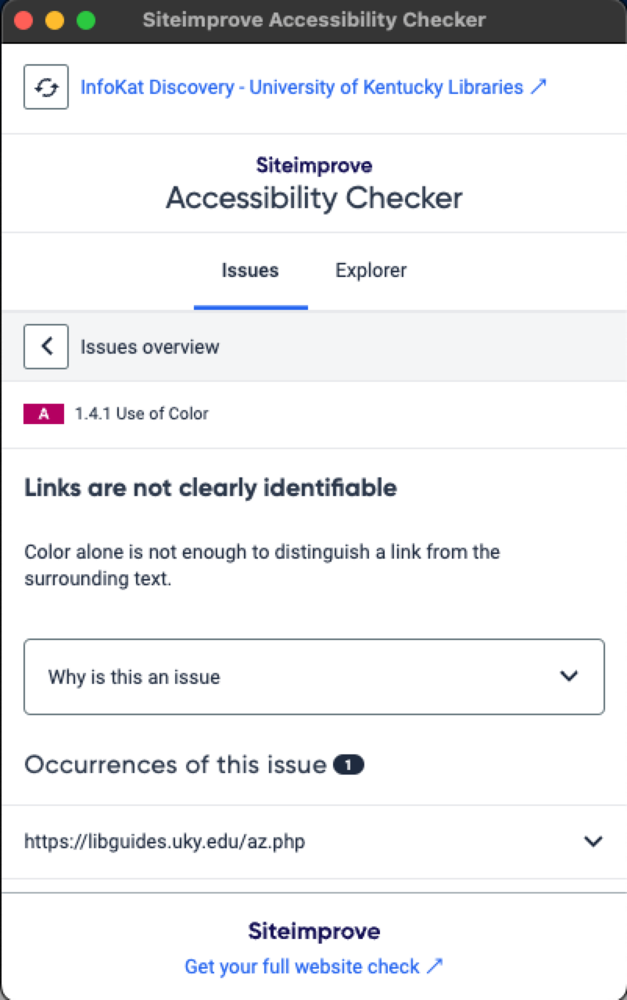 Siteimprove Accessibility Checker
InfoKat Discovery - University of Kentucky Libraries
Siteimprove
Accessibility Checker
Issues Explorer
Issues overview
A 1.4.1 Use of Color
Links are not clearly identifiable
Color alone is not enough to distinguish a link from the
surrounding text.
Why is this an issue
Occurrences of this issue 1
https://libguides.uky.edu/az.php
Siteimprove
Get your full website check